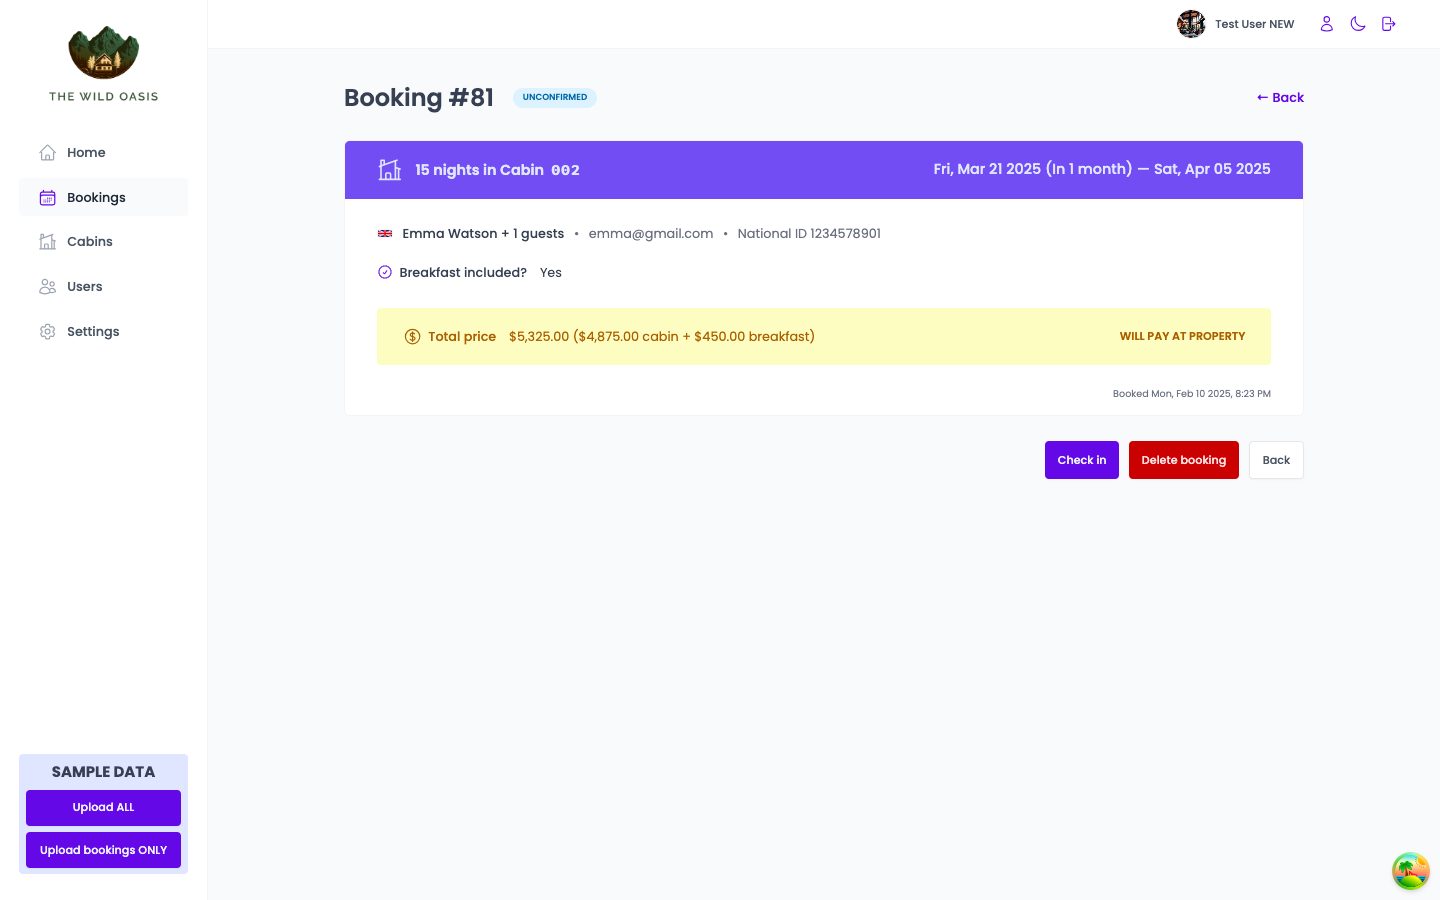 THE WILD OASIS
Home
Bookings
Cabins
Users
Settings
SAMPLE DATA
Upload ALL
Upload bookings ONLY
Test User NEW
Booking #81 UNCONFIRMED ← Back
15 nights in Cabin 002 Fri, Mar 21 2025 (In 1 month) — Sat, Apr 05 2025
Emma Watson + 1 guests • emma@gmail.com • National ID 1234578901
Breakfast included? Yes
Total price $5,325.00 ($4,875.00 cabin + $450.00 breakfast) WILL PAY AT PROPERTY
Booked Mon, Feb 10 2025, 8:23 PM
Check in Delete booking Back